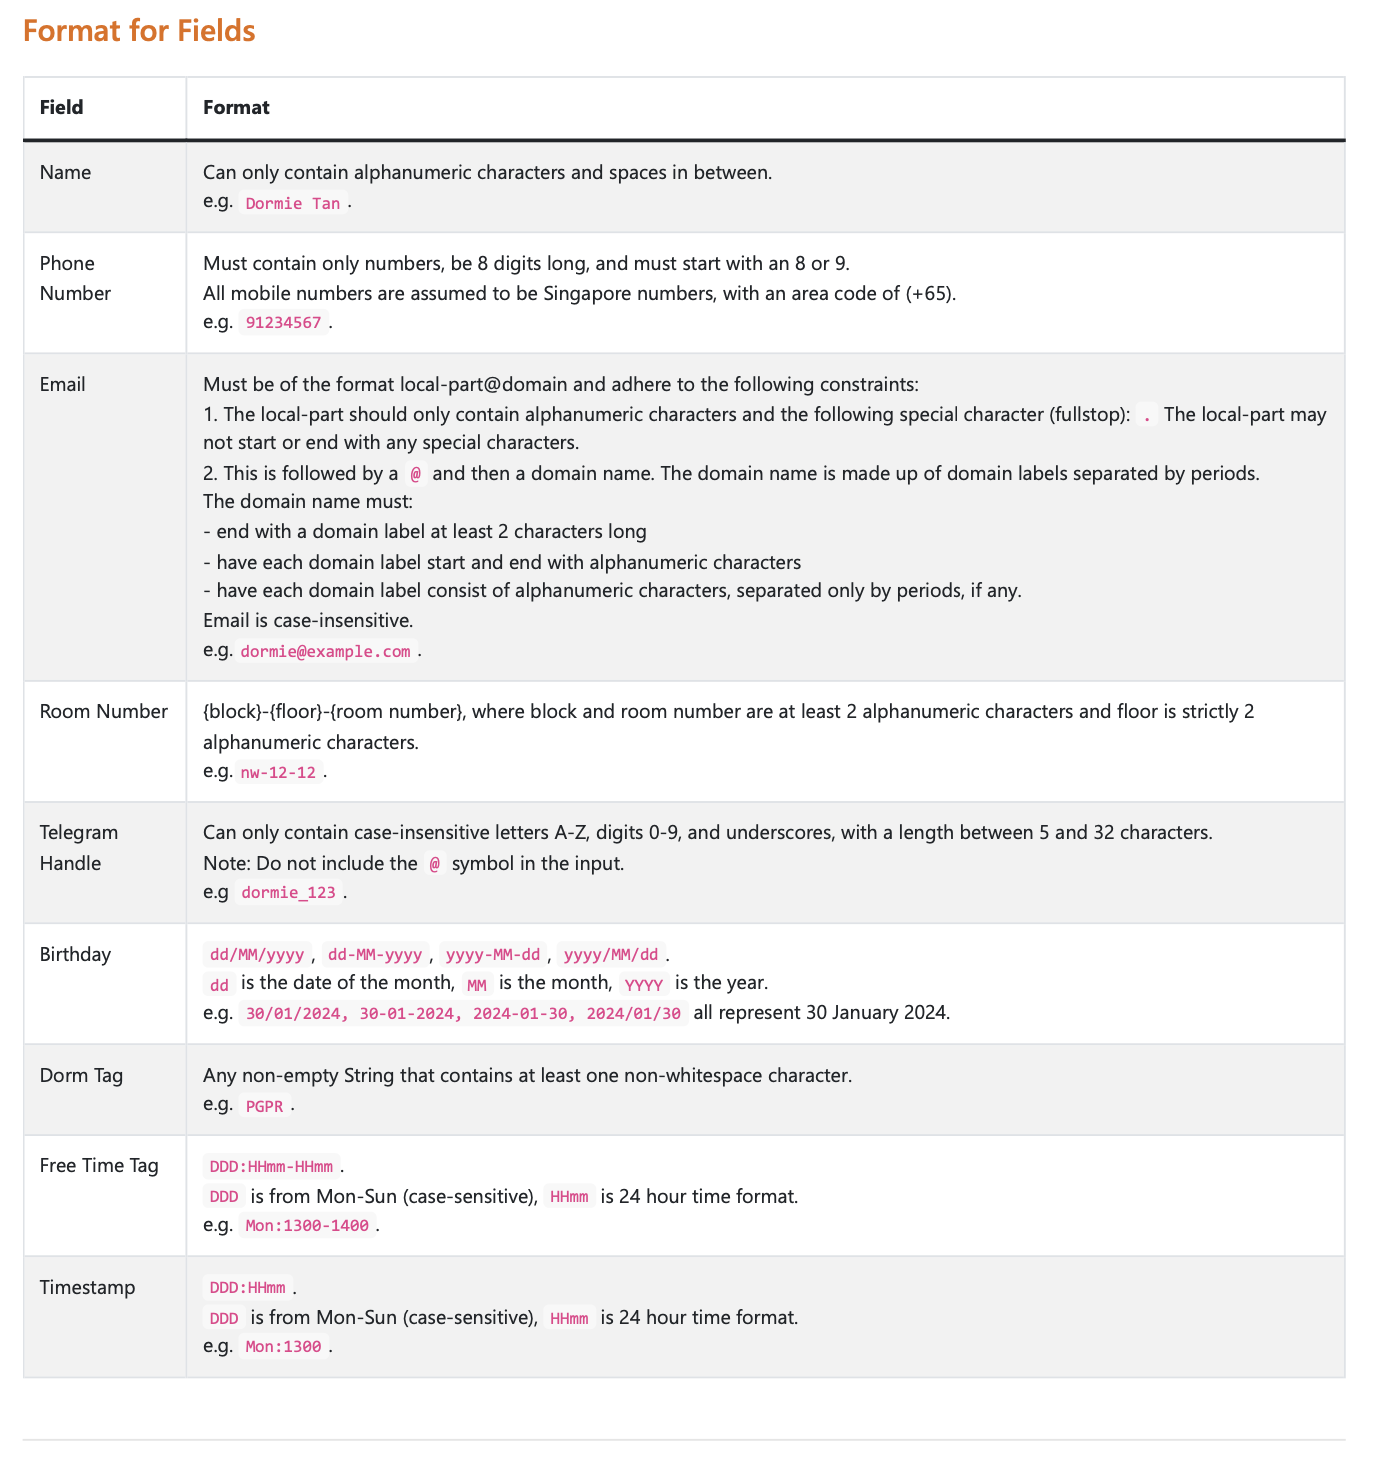 Format for Fields
Field Format
Name Can only contain alphanumeric characters and spaces in between.
e.g. Dormie Tan .
Phone Number Must contain only numbers, be 8 digits long, and must start with an 8 or 9.
All mobile numbers are assumed to be Singapore numbers, with an area code of (+65).
e.g. 91234567 .
Email Must be of the format local-part@domain and adhere to the following constraints:
1. The local-part should only contain alphanumeric characters and the following special character (fullstop): . The local-part may
not start or end with any special characters.
2. This is followed by a @ and then a domain name. The domain name is made up of domain labels separated by periods.
The domain name must:
- end with a domain label at least 2 characters long
- have each domain label start and end with alphanumeric characters
- have each domain label consist of alphanumeric characters, separated only by periods, if any.
Email is case-insensitive.
e.g. dormie@example.com .
Room Number {block}-{floor}-{room number}, where block and room number are at least 2 alphanumeric characters and floor is strictly 2
alphanumeric characters.
e.g. nw-12-12 .
Telegram Handle Can only contain case-insensitive letters A-Z, digits 0-9, and underscores, with a length between 5 and 32 characters.
Note: Do not include the @ symbol in the input.
e.g dormie_123 .
Birthday dd/MM/yyyy , dd-MM-yyyy , yyyy-MM-dd , yyyy/MM/dd .
dd is the date of the month, MM is the month, YYYY is the year.
e.g. 30/01/2024, 30-01-2024, 2024-01-30, 2024/01/30 all represent 30 January 2024.
Dorm Tag Any non-empty String that contains at least one non-whitespace character.
e.g. PGPR .
Free Time Tag DDD:HHmm-HHmm .
DDD is from Mon-Sun (case-sensitive), HHmm is 24 hour time format.
e.g. Mon:1300-1400 .
Timestamp DDD:HHmm .
DDD is from Mon-Sun (case-sensitive), HHmm is 24 hour time format.
e.g. Mon:1300 .